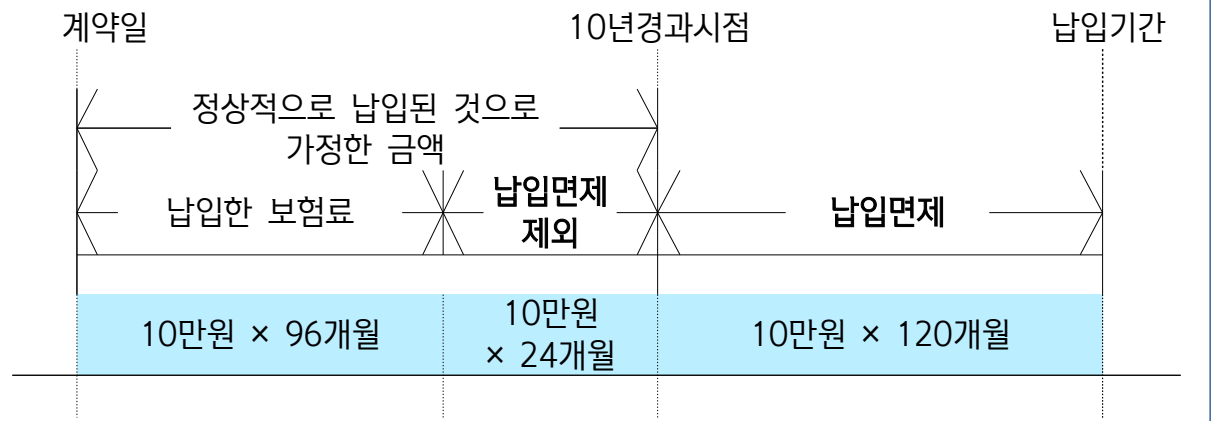 계약일 10년경과시점 납입기간
정상적으로 납입된 것으로
가정한 금액
납입한 보험료
납입면제
제외
납입면제
10만원 × 96개월
10만원
× 24개월
10만원 × 120개월